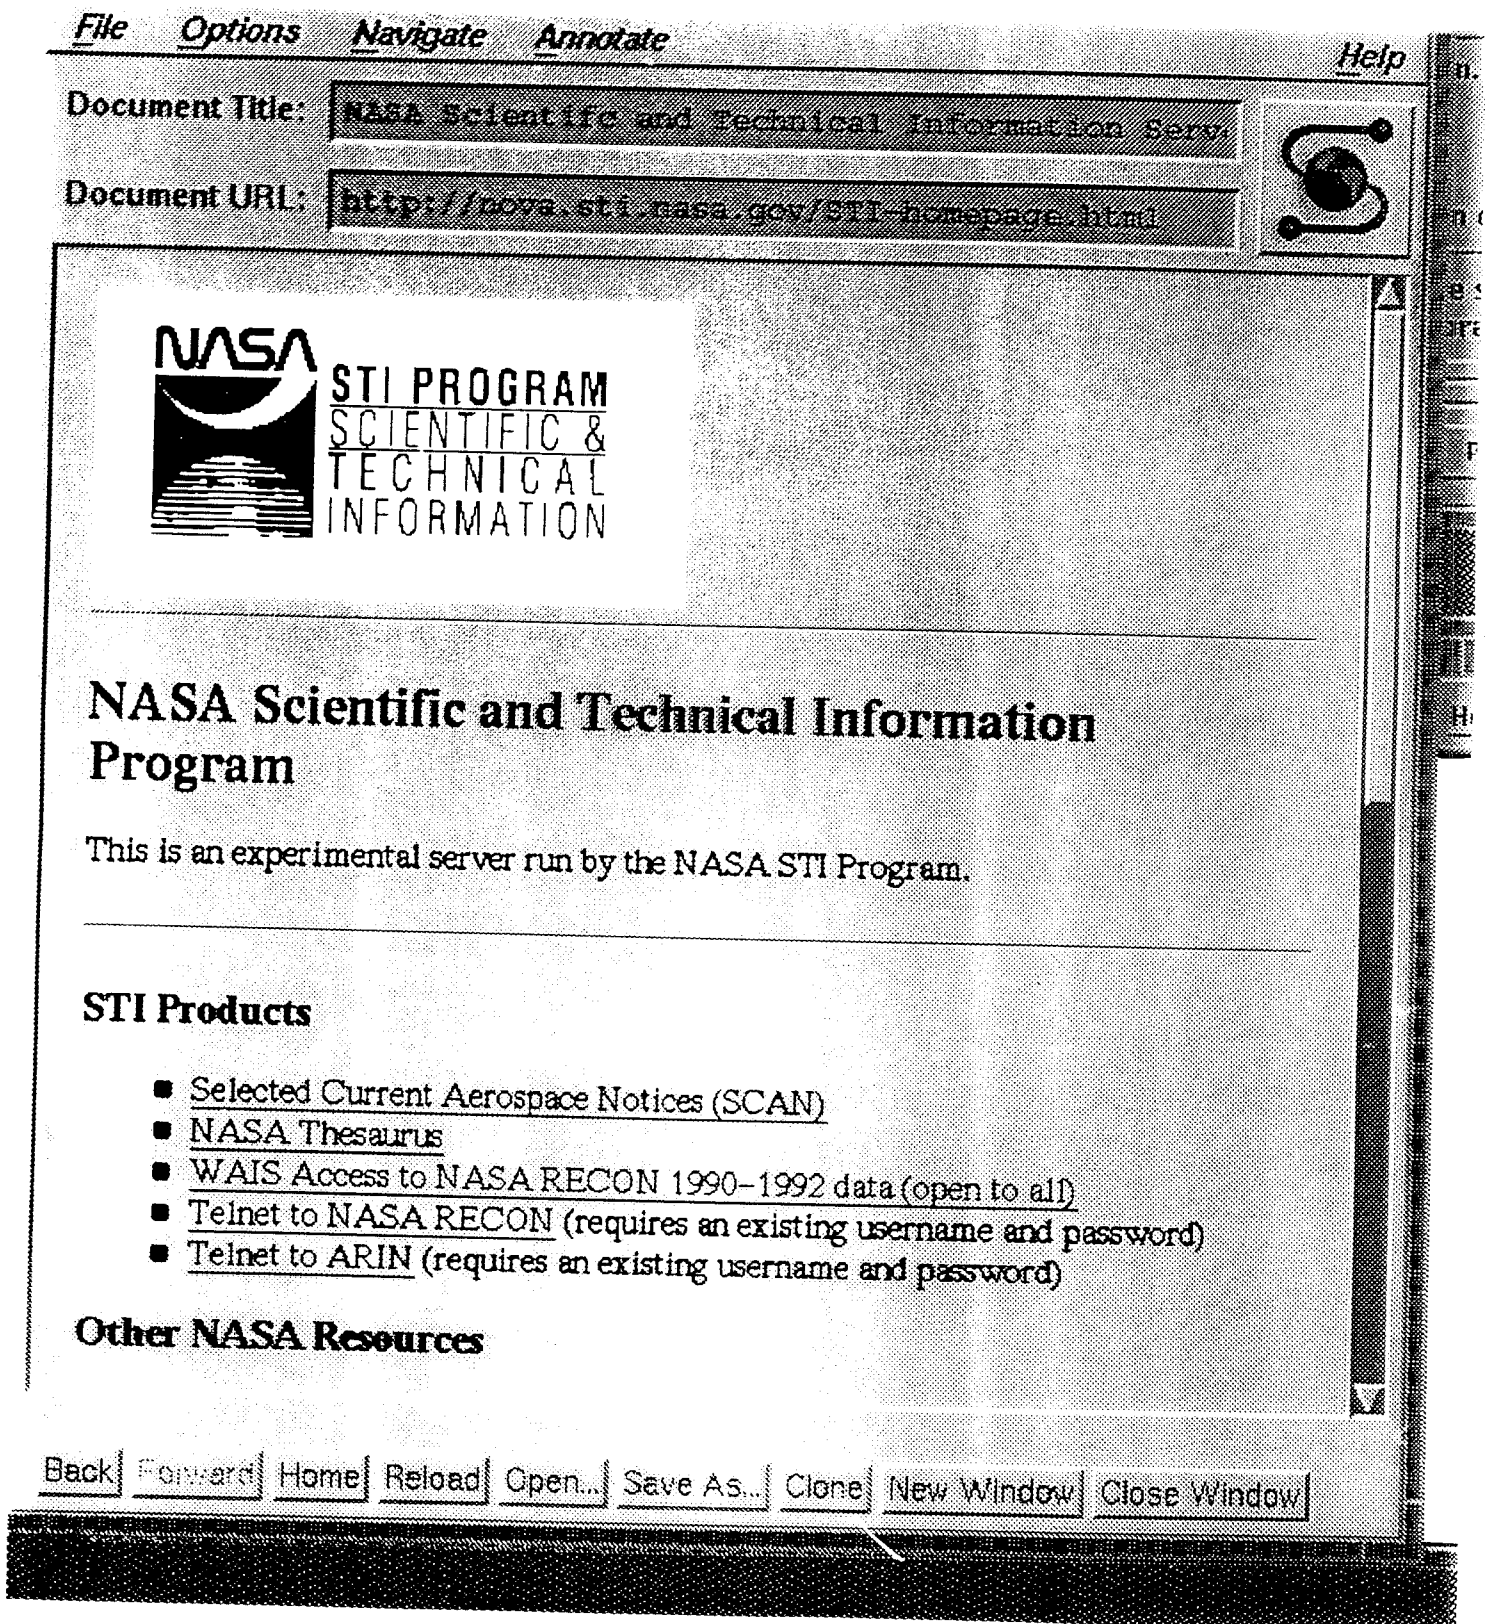 File Options Navigate Annotate Help
Document Title: NASA Scientifc and Technical Information Serv
Document URL: http://nova.sti.nasa.gov/STI-homepage.html
NASA
STI PROGRAM
SCIENTIFIC &
TECHNICAL
INFORMATION
NASA Scientific and Technical Information
Program
This is an experimental server run by the NASA STI Program.
STI Products
Selected Current Aerospace Notices (SCAN)
NASA Thesaurus
WAIS Access to NASA RECON 1990-1992 data (open to all)
Telnet to NASA RECON (requires an existing username and password)
Telnet to ARIN (requires an existing username and password)
Other NASA Resources
Back Forward Home Reload Open... Save As... Clone New Window Close Window